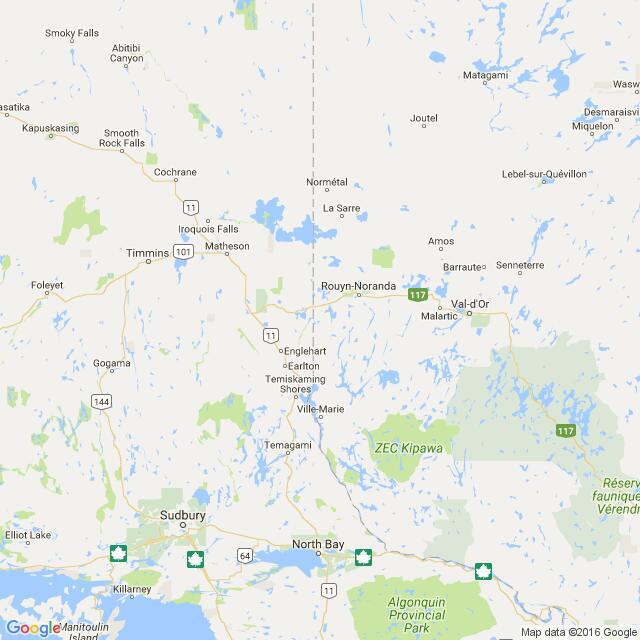 Smoky Falls
Abitibi
Canyon
Matagami
Wasw
asatika
Kapuskasing
Smooth
Rock Falls
Joutel
Desmaraisvil
Miquelon
Cochrane
Normétal
Lebel-sur-Quévillon
11
La Sarre
Iroquois Falls
Timmins
101
Matheson
Amos
Barraute
Senneterre
Foleyet
Rouyn-Noranda
117
Malartic
Val-d'Or
11
Englehart
Earlton
Gogama
Temiskaming
Shores
144
Ville-Marie
117
Temagami
ZEC Kipawa
Réserv
faunique
Vérendr
Sudbury
Elliot Lake
North Bay
64
Killarney
11
Algonquin
Provincial
Park
Google
Manitoulin
Island
Map data ©2016 Google